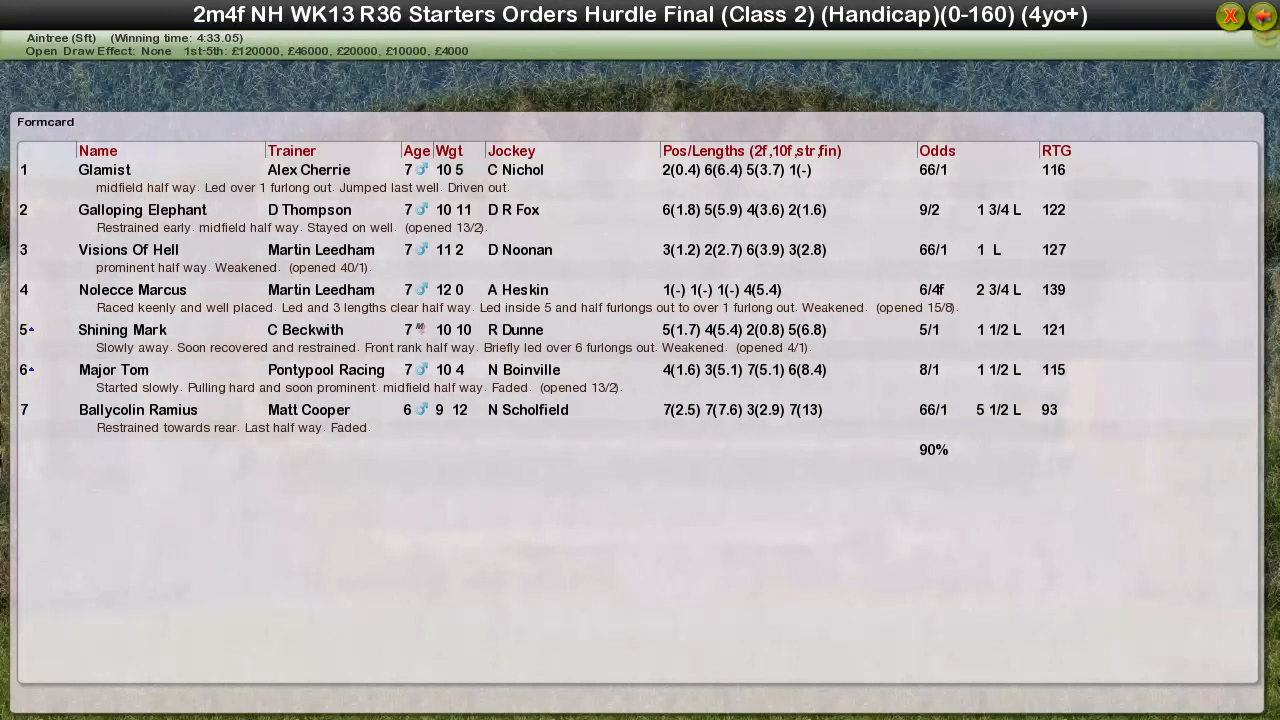 2m4f NH WK13 R36 Starters Orders Hurdle Final (Class 2) (Handicap)(0-160) (4yo+)
Aintree (Sft) (Winning time: 4:33.05)
Open Draw Effect: None 1st-5th: £120000, £46000, £20000, £10000, £4000
Formcard
Name Trainer Age Wgt Jockey Pos/Lengths (2f,10f,str,fin) Odds RTG
1 Glamist Alex Cherrie 7 10 5 C Nichol 2(0.4) 6(6.4) 5(3.7) 1(-) 66/1 116
midfield half way. Led over 1 furlong out. Jumped last well. Driven out.
2 Galloping Elephant D Thompson 7 10 11 D R Fox 6(1.8) 5(5.9) 4(3.6) 2(1.6) 9/2 1 3/4 L 122
Restrained early. midfield half way. Stayed on well. (opened 13/2).
3 Visions Of Hell Martin Leedham 7 11 2 D Noonan 3(1.2) 2(2.7) 6(3.9) 3(2.8) 66/1 1 L 127
prominent half way. Weakened. (opened 40/1).
4 Nolecce Marcus Martin Leedham 7 12 0 A Heskin 1(-) 1(-) 1(-) 4(5.4) 6/4f 2 3/4 L 139
Raced keenly and well placed. Led and 3 lengths clear half way. Led inside 5 and half furlongs out to over 1 furlong out. Weakened. (opened 15/8).
5 Shining Mark C Beckwith 7 10 10 R Dunne 5(1.7) 4(5.4) 2(0.8) 5(6.8) 5/1 1 1/2 L 121
Slowly away. Soon recovered and restrained. Front rank half way. Briefly led over 6 furlongs out. Weakened. (opened 4/1).
6 Major Tom Pontypool Racing 7 10 4 N Boinville 4(1.6) 3(5.1) 7(5.1) 6(8.4) 8/1 1 1/2 L 115
Started slowly. Pulling hard and soon prominent. midfield half way. Faded. (opened 13/2).
7 Ballycolin Ramius Matt Cooper 6 9 12 N Scholfield 7(2.5) 7(7.6) 3(2.9) 7(13) 66/1 5 1/2 L 93
Restrained towards rear. Last half way. Faded.
90%